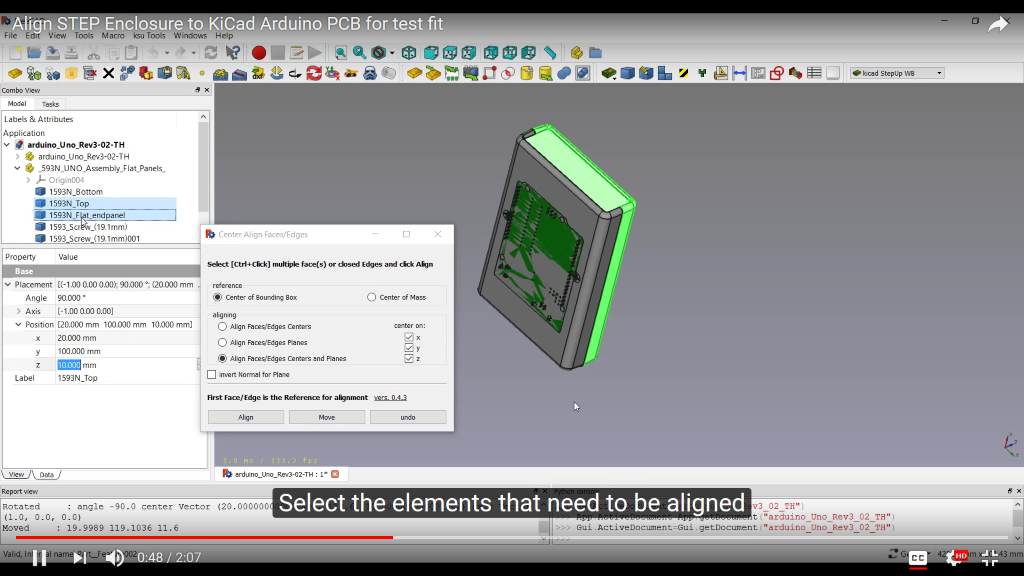 Align STEP Enclosure to KiCad Arduino PCB for test fit
File Edit View Tools Macro ksu Tools Windows Help
kicad StepUp WB
Combo View
Model Tasks
Labels & Attributes
Application
arduino_Uno_Rev3-02-TH
arduino_Uno_Rev3-02-TH
_593N_UNO_Assembly_Flat_Panels_
Origin004
1593N_Bottom
1593N_Top
1593N_Flat_endpanel
1593_Screw_(19.1mm)
1593_Screw_(19.1mm)001
Property Value
Base
Placement [(-1.00 0.00 0.00); 90.000 °; (20.000 mm
Angle 90.000 °
Axis [-1.00 0.00 0.00]
Position [20.000 mm 100.000 mm 10.000 mm]
x 20.000 mm
y 100.000 mm
z 10.000 mm
Label 1593N_Top
View Data
Center Align Faces/Edges
Select [Ctrl+Click] multiple face(s) or closed Edges and click Align
reference
Center of Bounding Box Center of Mass
aligning
Align Faces/Edges Centers center on:
x
Align Faces/Edges Planes y
Align Faces/Edges Centers and Planes z
invert Normal for Plane
First Face/Edge is the Reference for alignment vers. 0.4.3
Align Move undo
arduino_Uno_Rev3-02-TH : 1*
Report view
Rotated : angle -90.0 center Vector (20.0000000
(1.0, 0.0, 0.0)
Moved : 19.9989 119.1036 11.6
>>> App.ActiveDocument=App.getDocument("arduino_Uno_Rev3_02_TH")
>>> Gui.ActiveDocument=Gui.getDocument("arduino_Uno_Rev3_02_TH")
>>>
Select the elements that need to be aligned
0:48 / 2:07
CC
HD